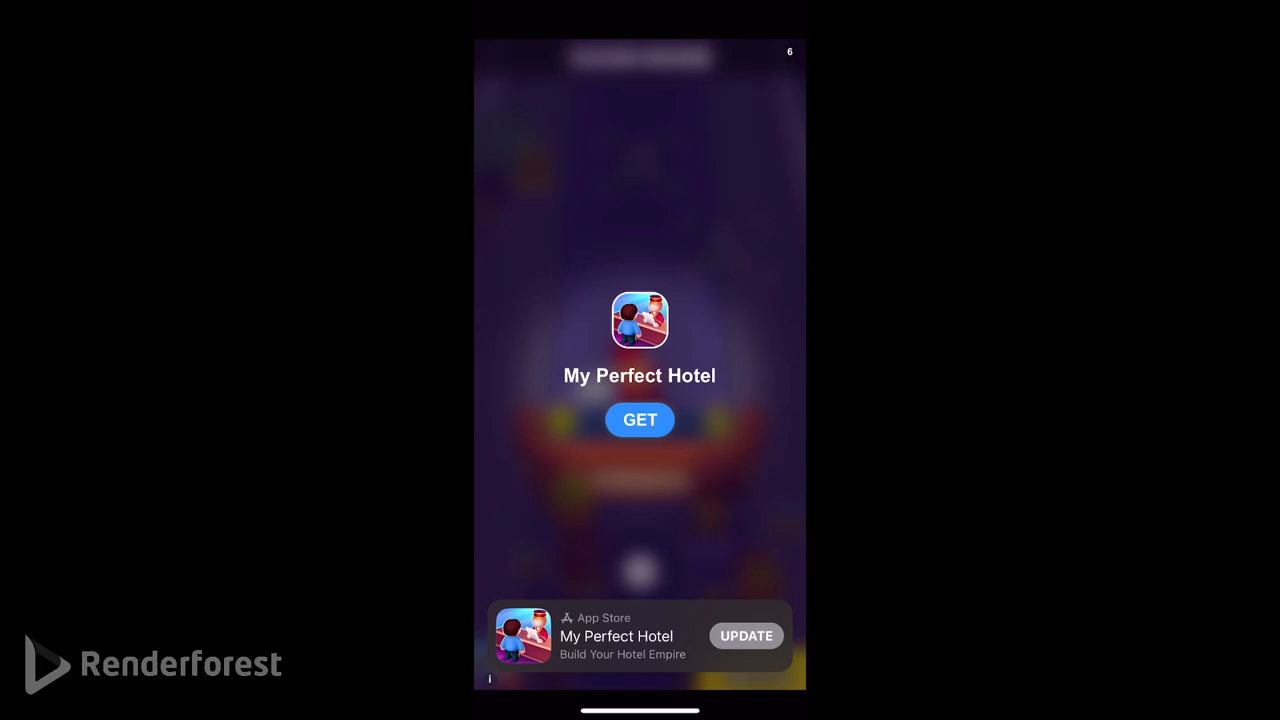 6
My Perfect Hotel
GET
App Store
My Perfect Hotel
UPDATE
Build Your Hotel Empire
i
Renderforest